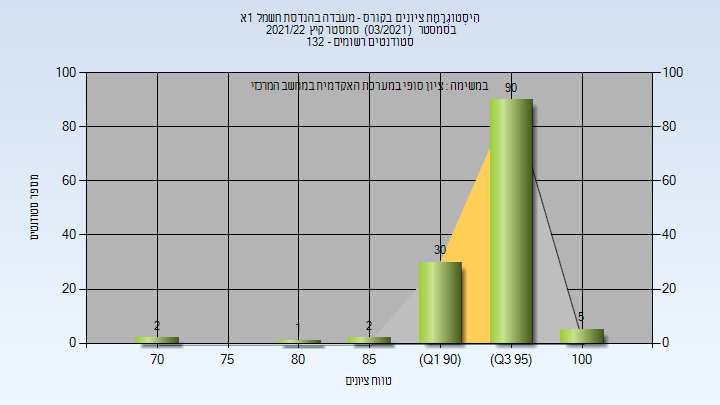 היסטוגרמת ציונים בקורס - מעבדה בהנדסת חשמל 1א
בסמסטר (03/2021) סמסטר קיץ 2021/22
סטודנטים רשומים - 132
במשימה : ציון סופי במערכת האקדמית במחשב המרכזי
מספר סטודנטים
100
80
60
40
20
0
100
80
60
40
20
0
2
1
2
30
90
5
70
75
80
85
(Q1 90)
(Q3 95)
100
טווח ציונים